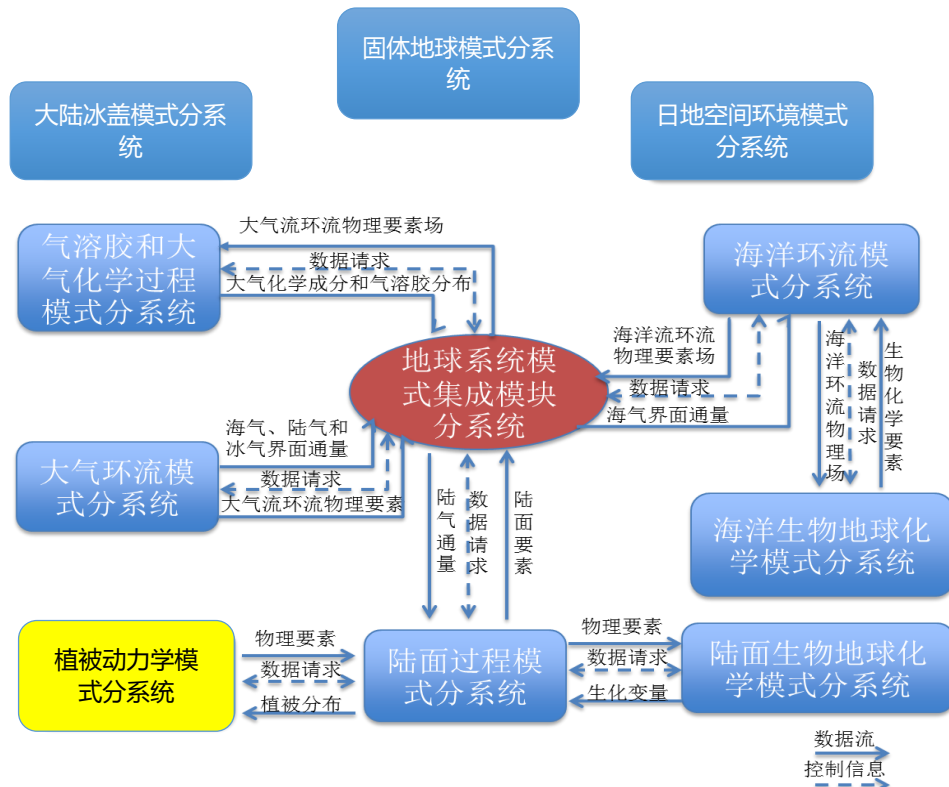 固体地球模式分系
统
大陆冰盖模式分系
统
日地空间环境模式
分系统
气溶胶和大
气化学过程
模式分系统
大气流环流物理要素场
数据请求
大气化学成分和气溶胶分布
海洋环流模
式分系统
地球系统模
式集成模块
分系统
海洋流环流
物理要素场
数据请求
海气界面通量
海洋环流物理场
数据请求
生物化学要素
大气环流模
式分系统
海气、陆气和
冰气界面通量
数据请求
大气流环流物理要素
陆气通量
数据请求
陆面要素
海洋生物地球化
学模式分系统
植被动力学模
式分系统
物理要素
数据请求
植被分布
陆面过程模
式分系统
物理要素
数据请求
生化变量
陆面生物地球化
学模式分系统
数据流
控制信息